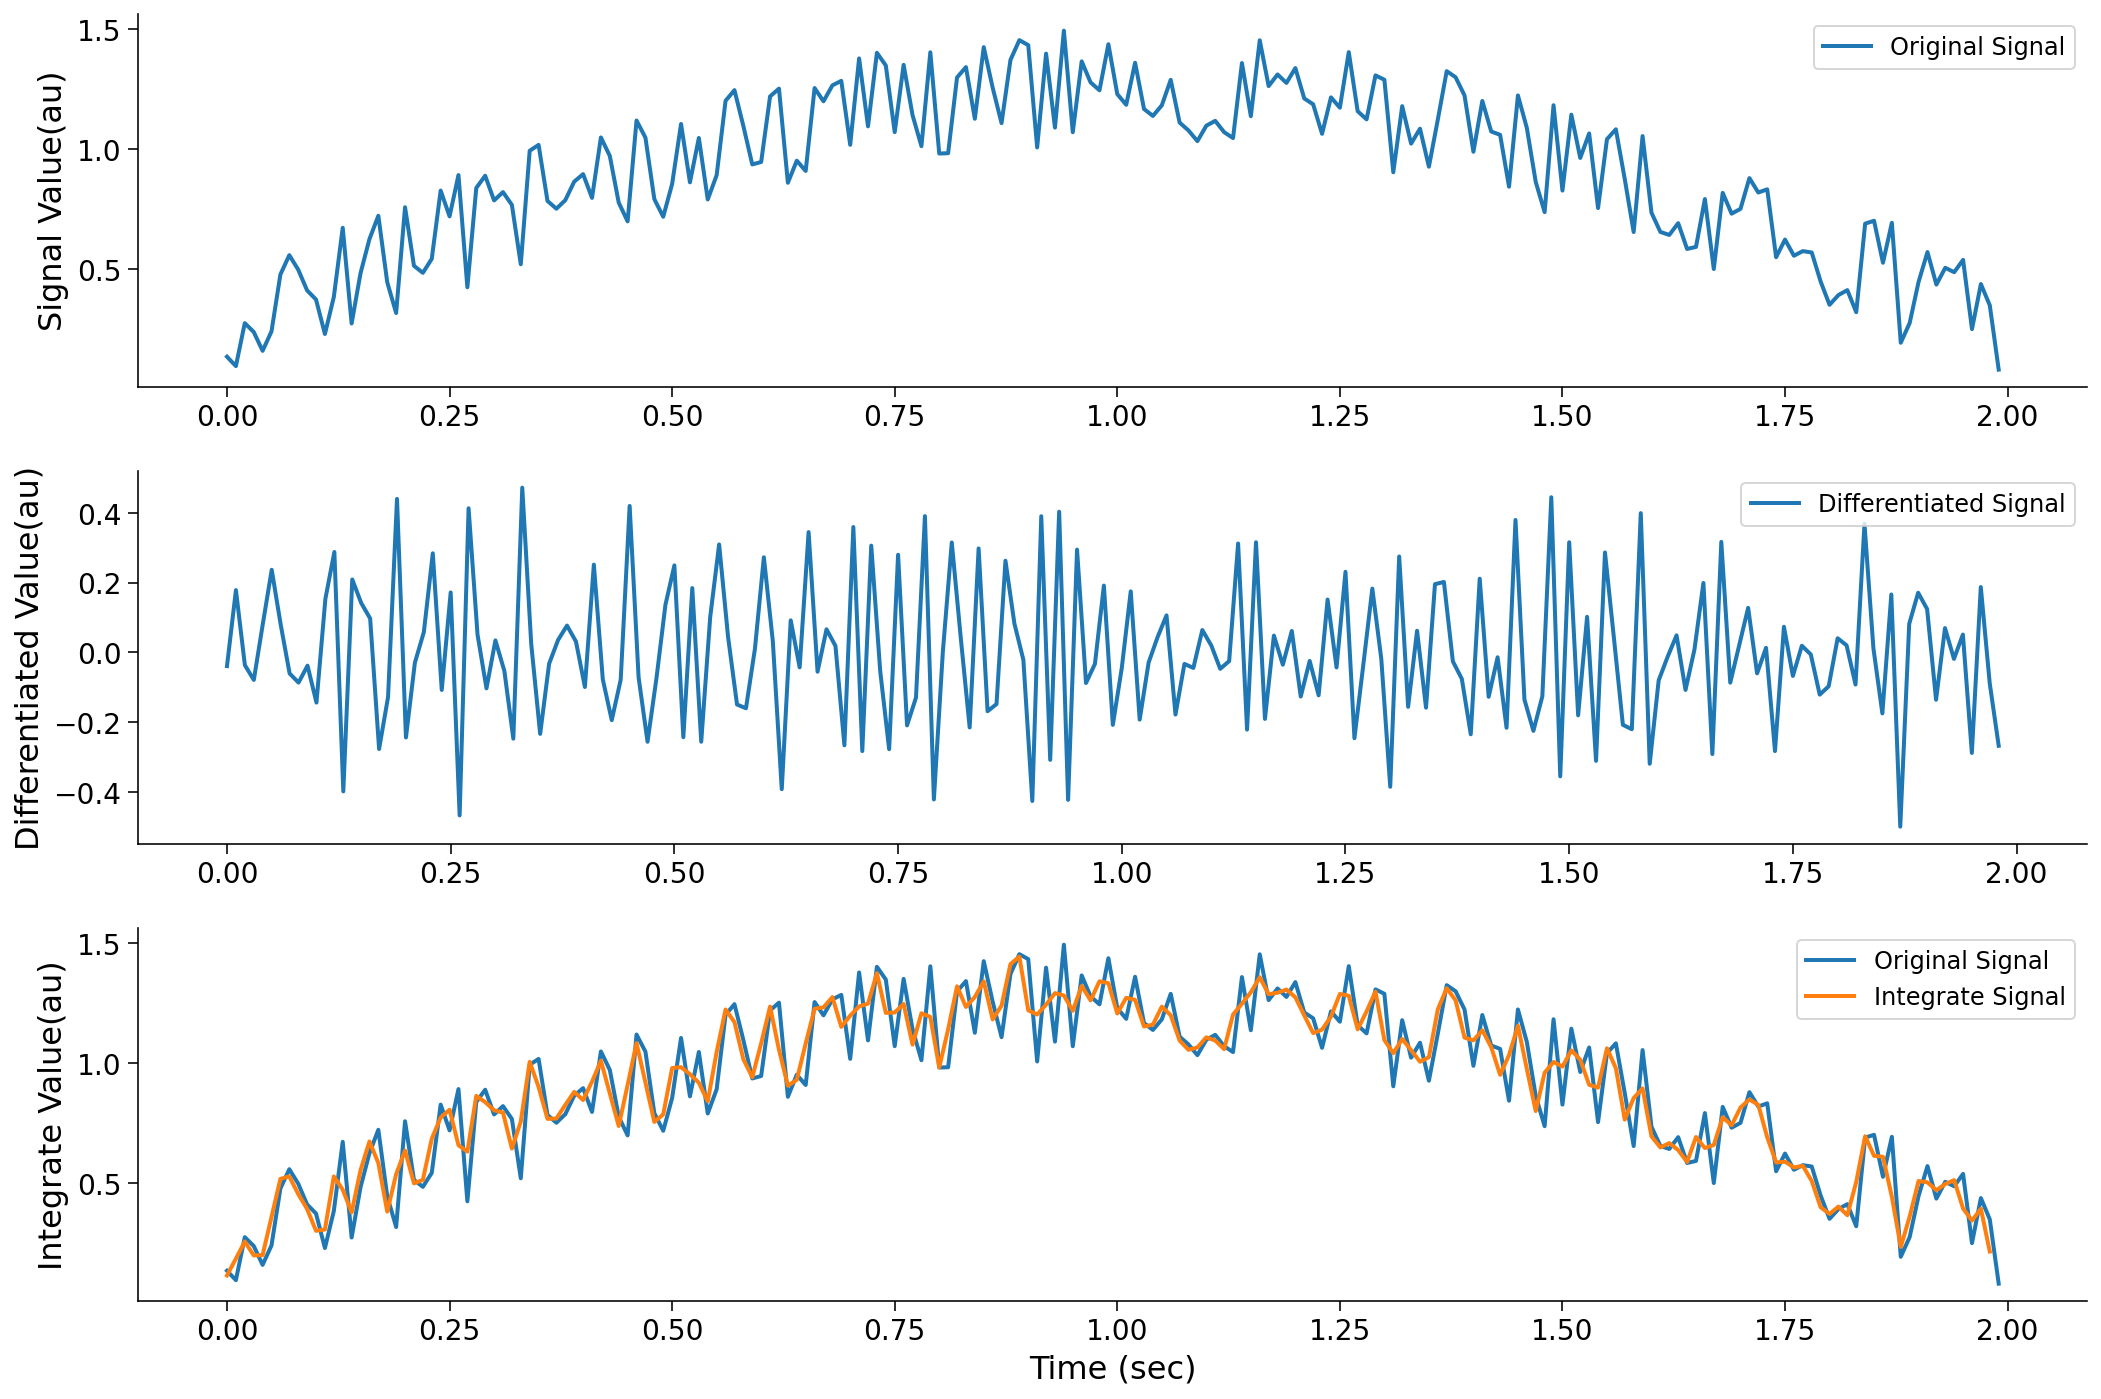 Signal Value(au)
1.5
1.0
0.5
Original Signal
0.00 0.25 0.50 0.75 1.00 1.25 1.50 1.75 2.00
Differentiated Value(au)
0.4
0.2
0.0
−0.2
−0.4
Differentiated Signal
0.00 0.25 0.50 0.75 1.00 1.25 1.50 1.75 2.00
Integrate Value(au)
1.5
1.0
0.5
Original Signal
Integrate Signal
0.00 0.25 0.50 0.75 1.00 1.25 1.50 1.75 2.00
Time (sec)